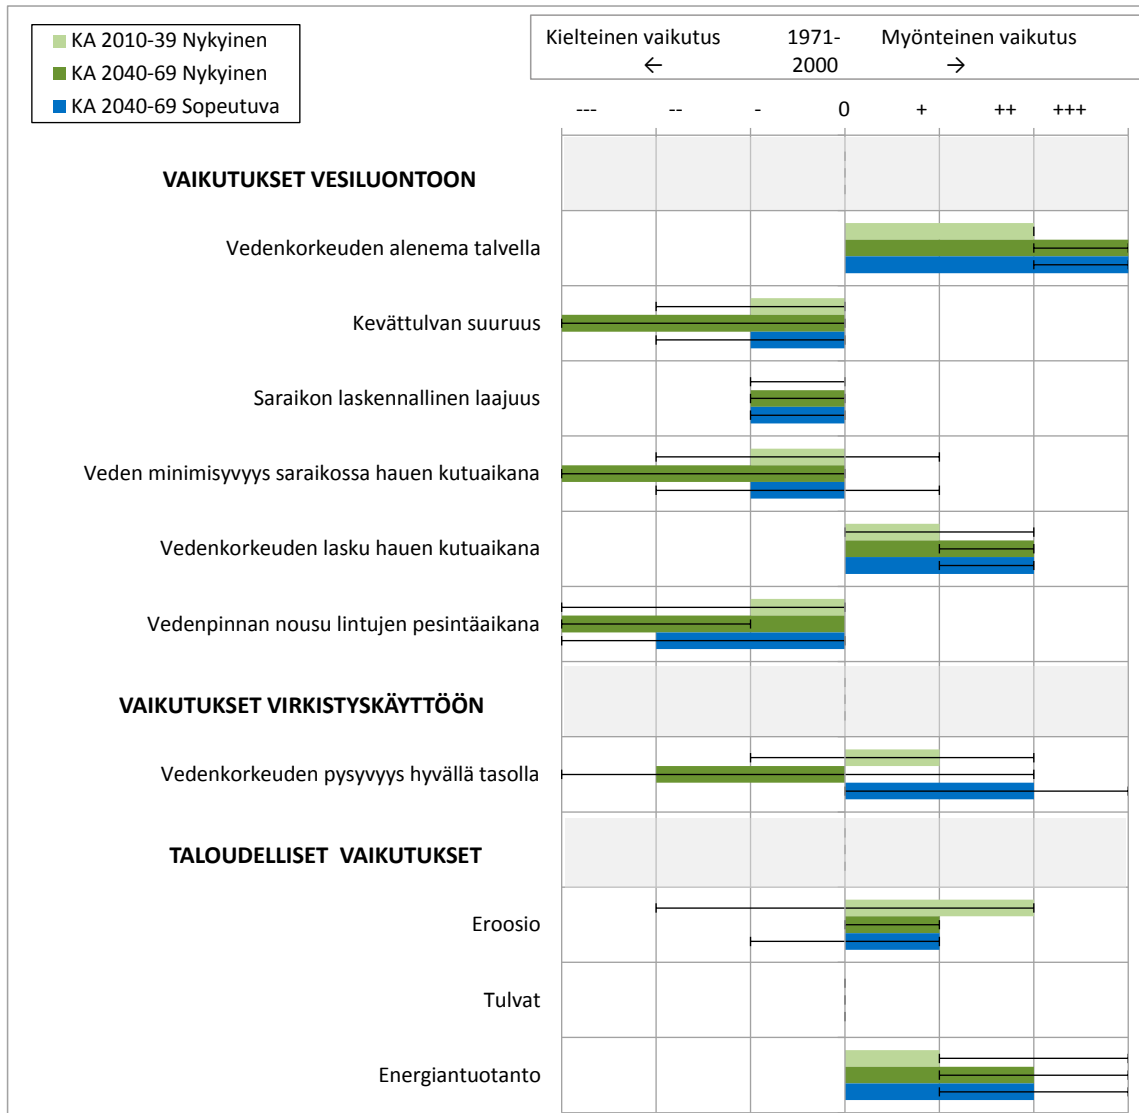 KA 2010-39 Nykyinen
KA 2040-69 Nykyinen
KA 2040-69 Sopeutuva
Kielteinen vaikutus 1971- Myönteinen vaikutus
← 2000 →
--- -- - 0 + ++ +++
VAIKUTUKSET VESILUONTOON
Vedenkorkeuden alenema talvella
Kevättulvan suuruus
Saraikon laskennallinen laajuus
Veden minimisyvyys saraikossa hauen kutuaikana
Vedenkorkeuden lasku hauen kutuaikana
Vedenpinnan nousu lintujen pesintäaikana
VAIKUTUKSET VIRKISTYSKÄYTTÖÖN
Vedenkorkeuden pysyvyys hyvällä tasolla
TALOUDELLISET VAIKUTUKSET
Eroosio
Tulvat
Energiantuotanto